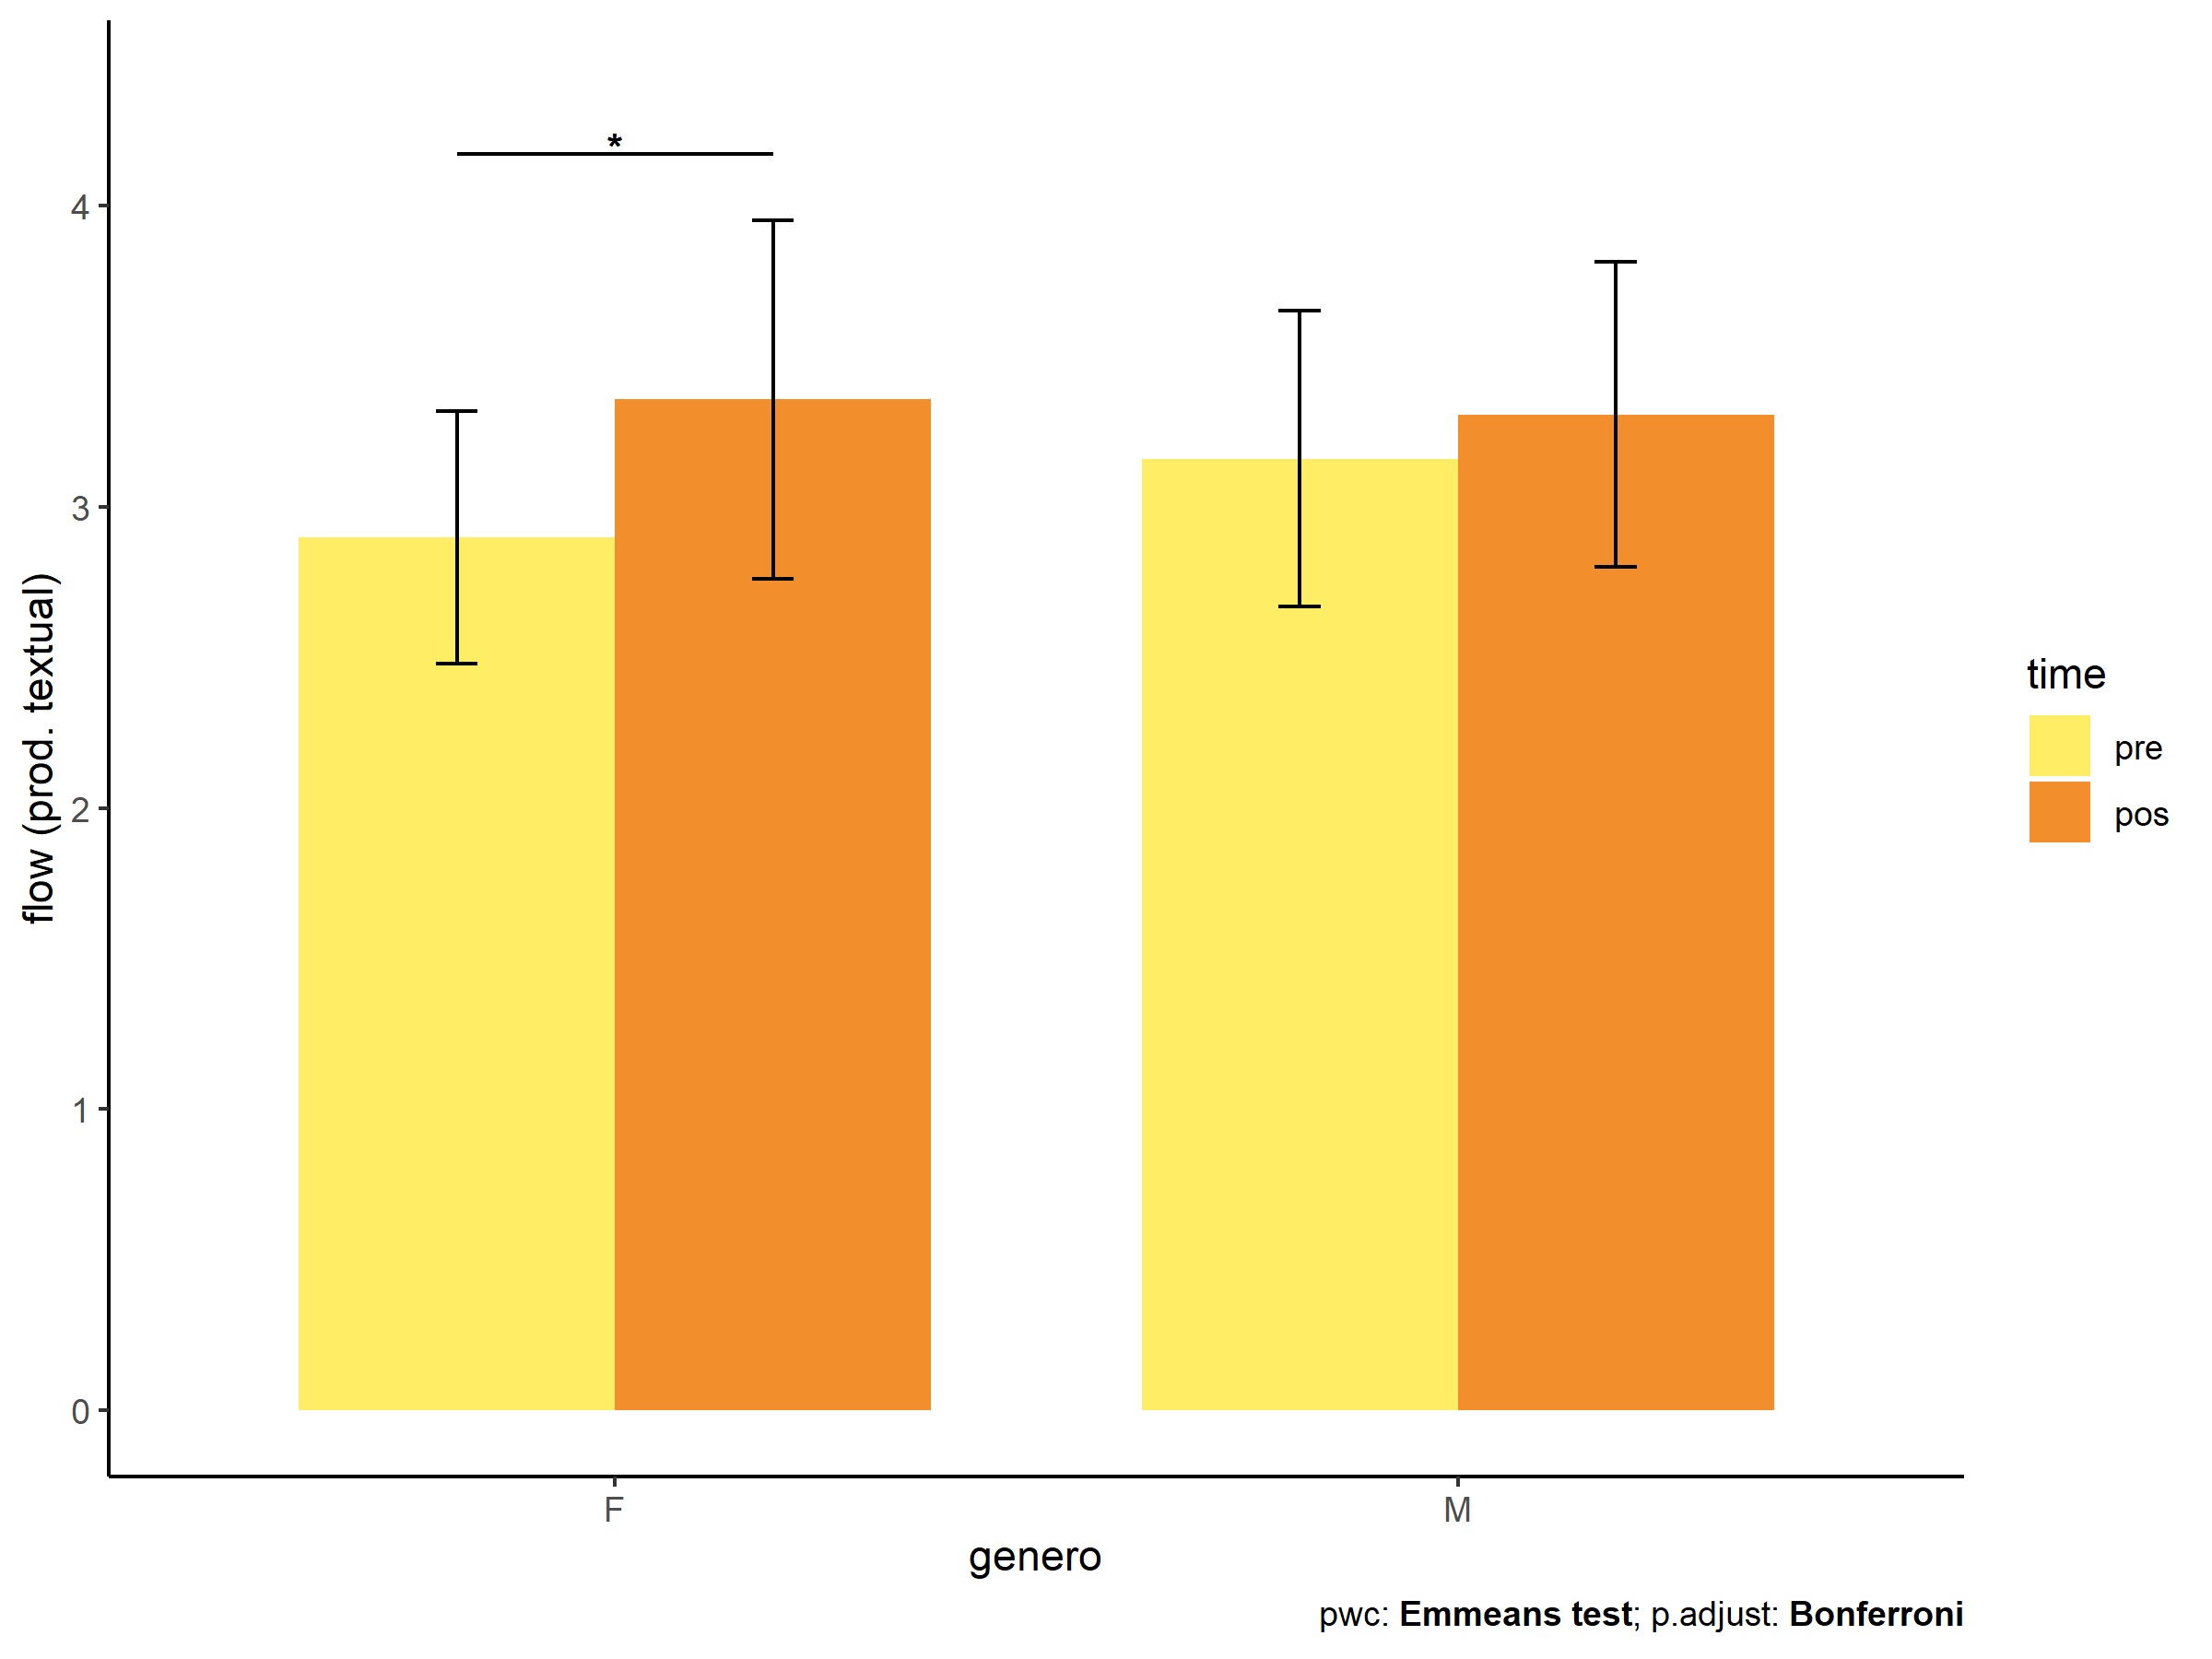 *
4
3
2
1
0
flow (prod. textual)
F
M
genero
time
pre
pos
pwc: Emmeans test; p.adjust: Bonferroni